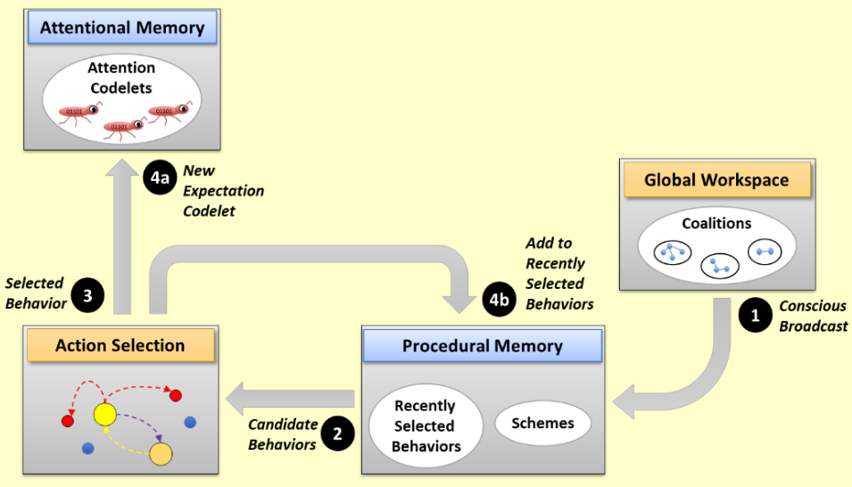 Attentional Memory
Attention
Codelets
01101
01101
01101
4a
New
Expectation
Codelet
Global Workspace
Coalitions
Selected
Behavior
3
Add to
Recently
Selected
Behaviors
4b
1
Conscious
Broadcast
Action Selection
Procedural Memory
Recently
Selected
Behaviors
Schemes
Candidate
Behaviors
2